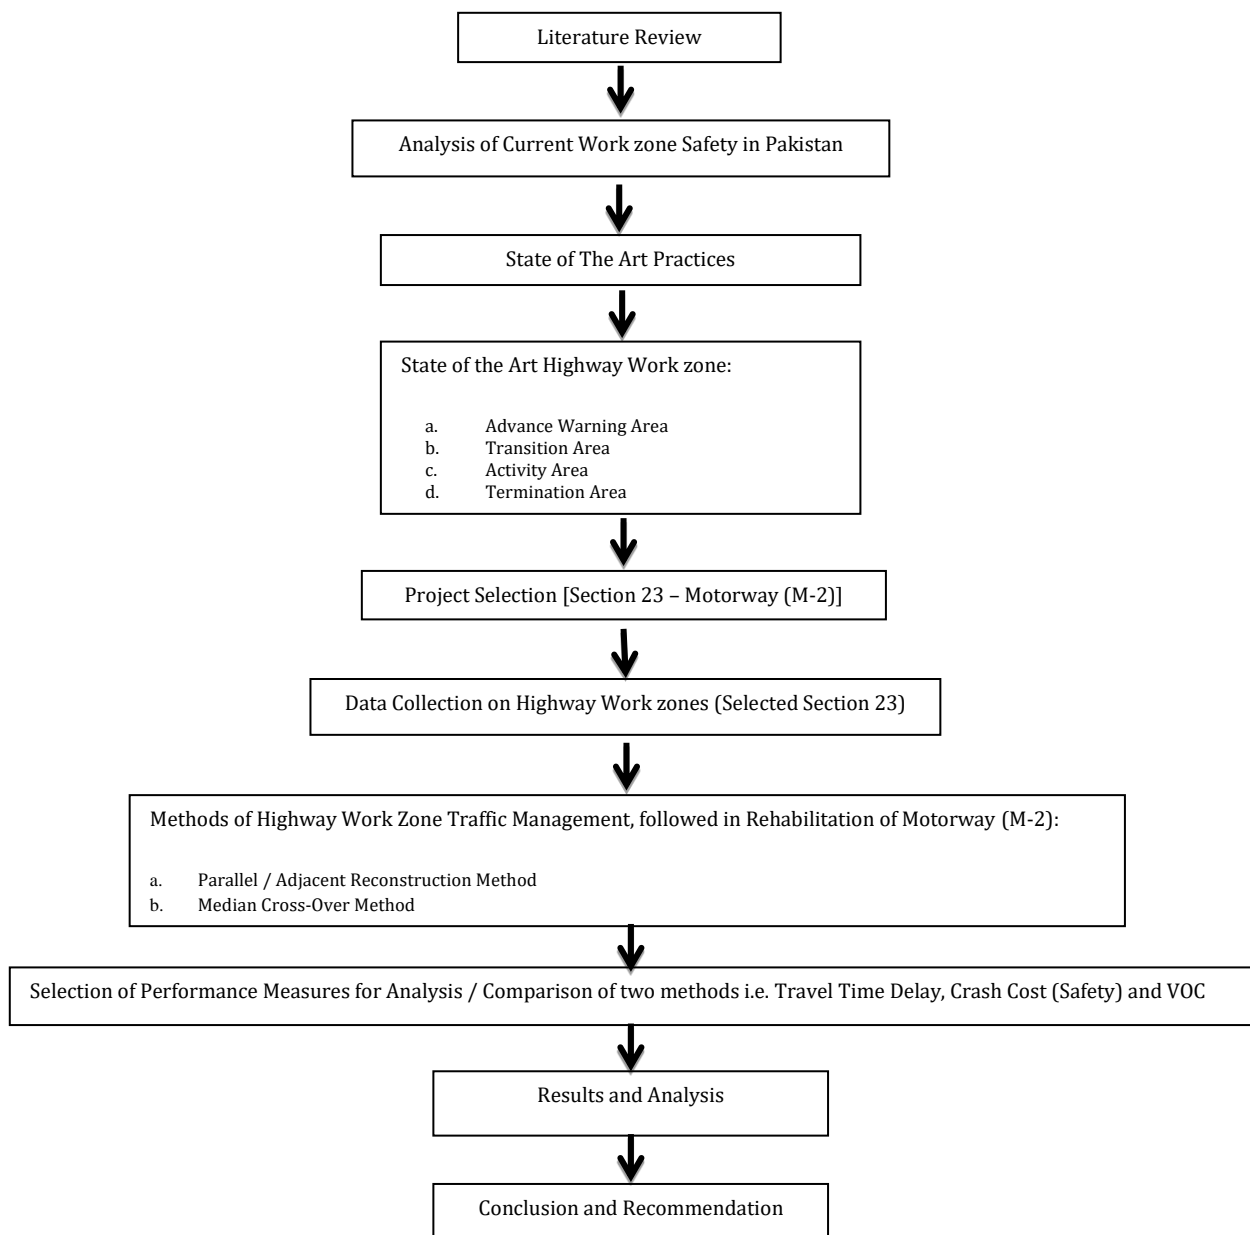 Literature Review
Analysis of Current Work zone Safety in Pakistan
State of The Art Practices
State of the Art Highway Work zone:
a. Advance Warning Area
b. Transition Area
c. Activity Area
d. Termination Area
Project Selection [Section 23 – Motorway (M-2)]
Data Collection on Highway Work zones (Selected Section 23)
Methods of Highway Work Zone Traffic Management, followed in Rehabilitation of Motorway (M-2):
a. Parallel / Adjacent Reconstruction Method
b. Median Cross-Over Method
Selection of Performance Measures for Analysis / Comparison of two methods i.e. Travel Time Delay, Crash Cost (Safety) and VOC
Results and Analysis
Conclusion and Recommendation